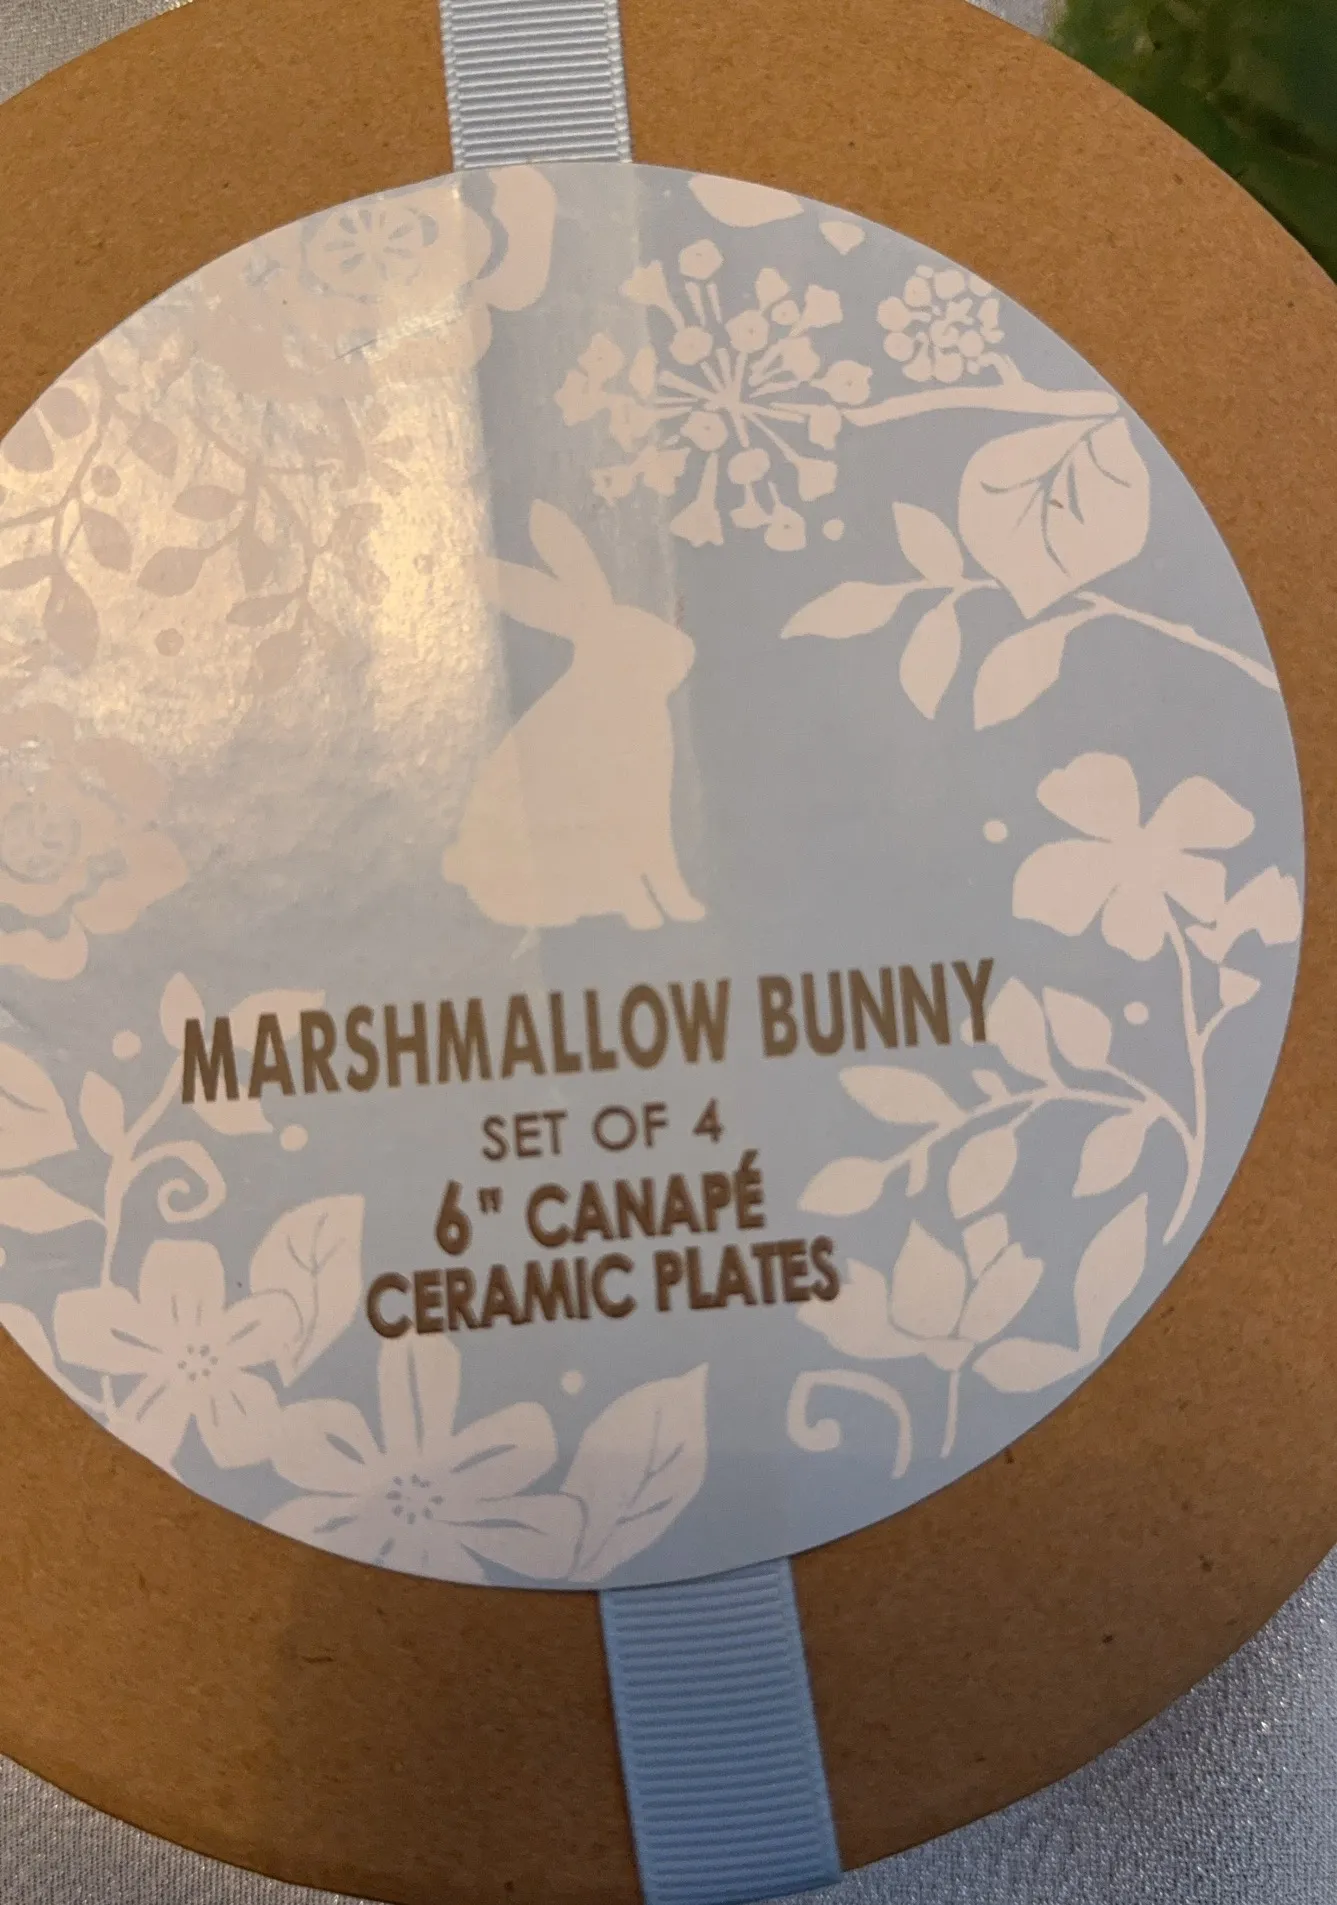 MARSHMALLOW BUNNY
SET OF 4
6" CANAPÉ
CERAMIC PLATES